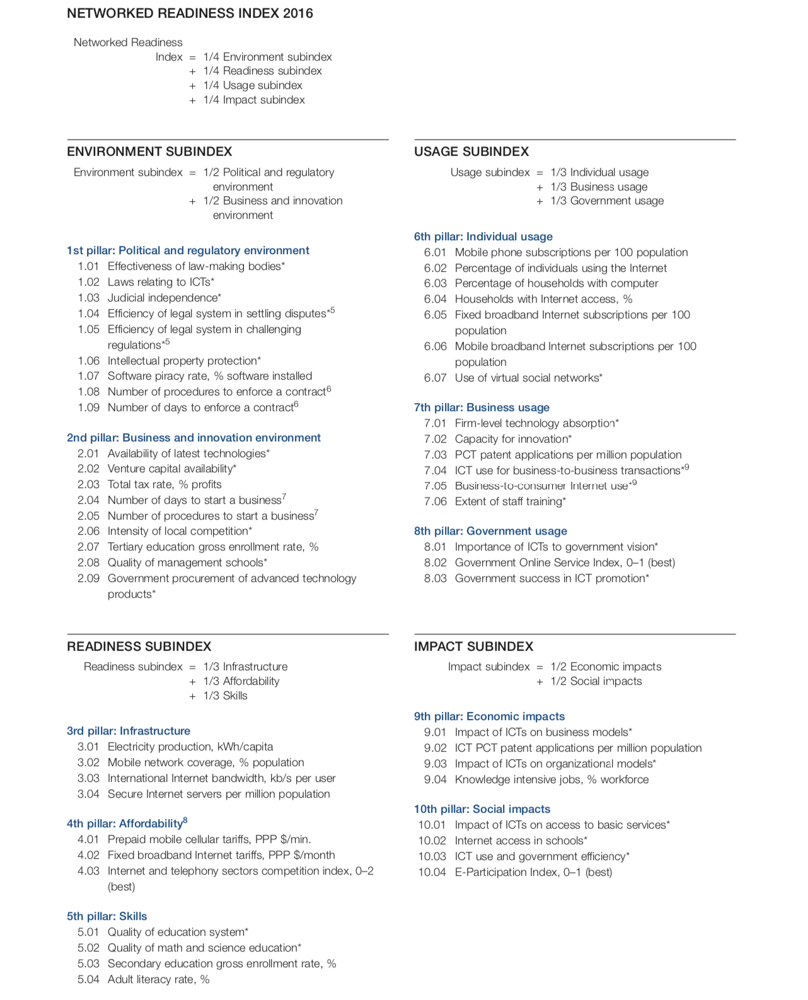 NETWORKED READINESS INDEX 2016
Networked Readiness
Index = 1/4 Environment subindex
+ 1/4 Readiness subindex
+ 1/4 Usage subindex
+ 1/4 Impact subindex
ENVIRONMENT SUBINDEX
Environment subindex = 1/2 Political and regulatory
environment
+ 1/2 Business and innovation
environment
1st pillar: Political and regulatory environment
1.01 Effectiveness of law-making bodies*
1.02 Laws relating to ICTs*
1.03 Judicial independence*
1.04 Efficiency of legal system in settling disputes*5
1.05 Efficiency of legal system in challenging
regulations*5
1.06 Intellectual property protection*
1.07 Software piracy rate, % software installed
1.08 Number of procedures to enforce a contract6
1.09 Number of days to enforce a contract6
2nd pillar: Business and innovation environment
2.01 Availability of latest technologies*
2.02 Venture capital availability*
2.03 Total tax rate, % profits
2.04 Number of days to start a business7
2.05 Number of procedures to start a business7
2.06 Intensity of local competition*
2.07 Tertiary education gross enrollment rate, %
2.08 Quality of management schools*
2.09 Government procurement of advanced technology
products*
READINESS SUBINDEX
Readiness subindex = 1/3 Infrastructure
+ 1/3 Affordability
+ 1/3 Skills
3rd pillar: Infrastructure
3.01 Electricity production, kWh/capita
3.02 Mobile network coverage, % population
3.03 International Internet bandwidth, kb/s per user
3.04 Secure Internet servers per million population
4th pillar: Affordability8
4.01 Prepaid mobile cellular tariffs, PPP $/min.
4.02 Fixed broadband Internet tariffs, PPP $/month
4.03 Internet and telephony sectors competition index, 0–2
(best)
5th pillar: Skills
5.01 Quality of education system*
5.02 Quality of math and science education*
5.03 Secondary education gross enrollment rate, %
5.04 Adult literacy rate, %
USAGE SUBINDEX
Usage subindex = 1/3 Individual usage
+ 1/3 Business usage
+ 1/3 Government usage
6th pillar: Individual usage
6.01 Mobile phone subscriptions per 100 population
6.02 Percentage of individuals using the Internet
6.03 Percentage of households with computer
6.04 Households with Internet access, %
6.05 Fixed broadband Internet subscriptions per 100
population
6.06 Mobile broadband Internet subscriptions per 100
population
6.07 Use of virtual social networks*
7th pillar: Business usage
7.01 Firm-level technology absorption*
7.02 Capacity for innovation*
7.03 PCT patent applications per million population
7.04 ICT use for business-to-business transactions*9
7.05 Business-to-consumer Internet use*9
7.06 Extent of staff training*
8th pillar: Government usage
8.01 Importance of ICTs to government vision*
8.02 Government Online Service Index, 0–1 (best)
8.03 Government success in ICT promotion*
IMPACT SUBINDEX
Impact subindex = 1/2 Economic impacts
+ 1/2 Social impacts
9th pillar: Economic impacts
9.01 Impact of ICTs on business models*
9.02 ICT PCT patent applications per million population
9.03 Impact of ICTs on organizational models*
9.04 Knowledge intensive jobs, % workforce
10th pillar: Social impacts
10.01 Impact of ICTs on access to basic services*
10.02 Internet access in schools*
10.03 ICT use and government efficiency*
10.04 E-Participation Index, 0–1 (best)